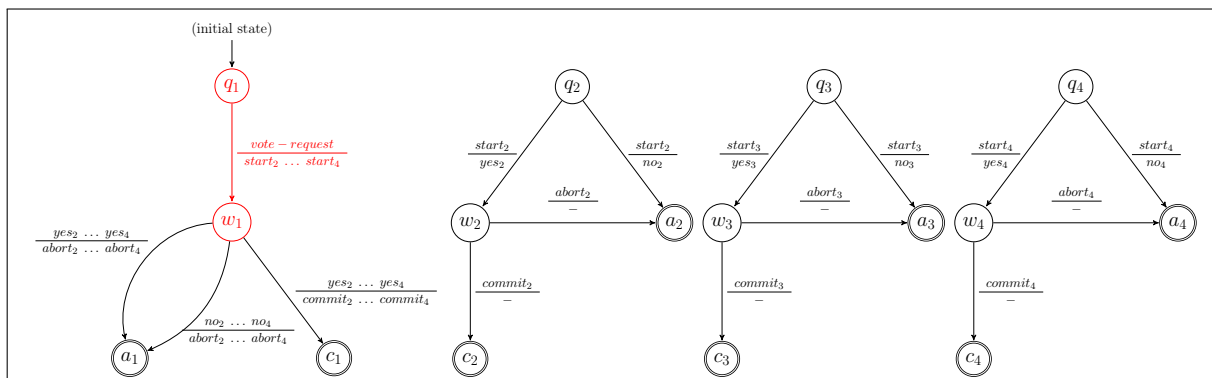 (initial state)
q1 q2 q3 q4
vote − request
start2 ... start4
start2
yes2
start2
no2
start3
yes3
start3
no3
start4
yes4
start4
no4
w1 w2 a2 w3 a3 w4 a4
abort2
−
abort3
−
abort4
−
yes2 ... yes4
abort2 ... abort4
yes2 ... yes4
commit2 ... commit4
commit2
−
commit3
−
commit4
−
no2 ... no4
abort2 ... abort4
a1 c1 c2 c3 c4